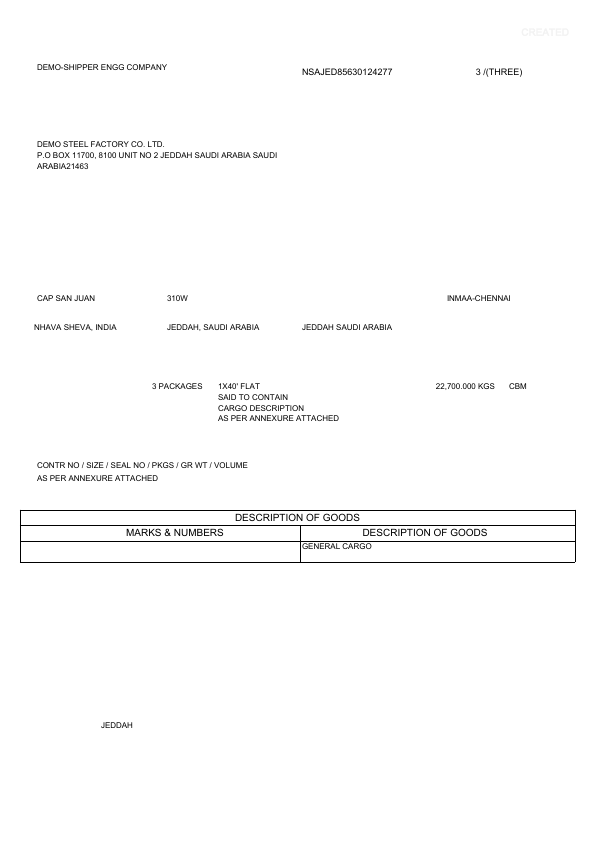 CREATED
DEMO-SHIPPER ENGG COMPANY
NSAJED85630124277 3 /(THREE)
DEMO STEEL FACTORY CO. LTD.
P.O BOX 11700, 8100 UNIT NO 2 JEDDAH SAUDI ARABIA SAUDI
ARABIA21463
CAP SAN JUAN 310W INMAA-CHENNAI
NHAVA SHEVA, INDIA JEDDAH, SAUDI ARABIA JEDDAH SAUDI ARABIA
3 PACKAGES 1X40' FLAT 22,700.000 KGS CBM
SAID TO CONTAIN
CARGO DESCRIPTION
AS PER ANNEXURE ATTACHED
CONTR NO / SIZE / SEAL NO / PKGS / GR WT / VOLUME
AS PER ANNEXURE ATTACHED
DESCRIPTION OF GOODS
MARKS & NUMBERS DESCRIPTION OF GOODS
GENERAL CARGO
JEDDAH